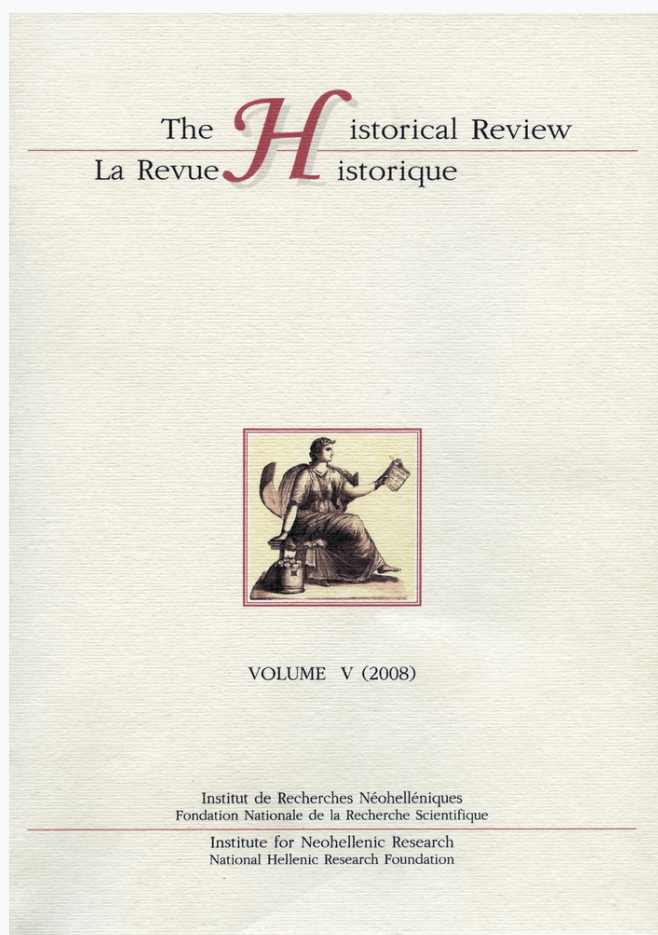 The Historical Review
La Revue Historique
VOLUME V (2008)
Institut de Recherches Néohelléniques
Fondation Nationale de la Recherche Scientifique
Institute for Neohellenic Research
National Hellenic Research Foundation